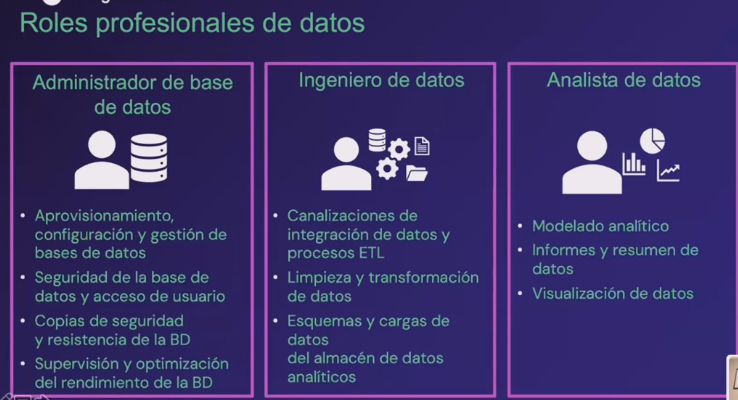 Roles profesionales de datos
Administrador de base
de datos
Aprovisionamiento,
configuración y gestión de
bases de datos
Seguridad de la base de
datos y acceso de usuario
Copias de seguridad
y resistencia de la BD
Supervisión y optimización
del rendimiento de la BD
Ingeniero de datos
Canalizaciones de
integración de datos y
procesos ETL
Limpieza y transformación
de datos
Esquemas y cargas de
datos
del almacén de datos
analíticos
Analista de datos
Modelado analítico
Informes y resumen de
datos
Visualización de datos